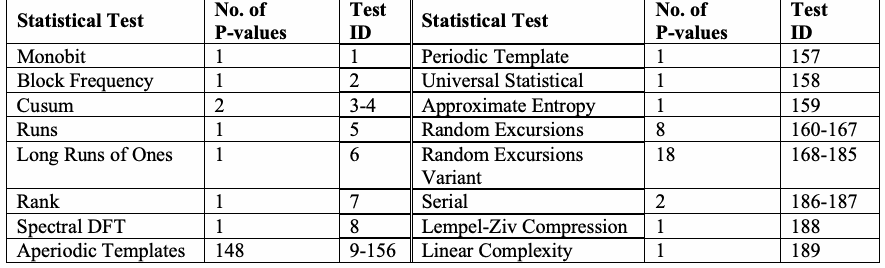 Statistical Test No. of P-values Test ID Statistical Test No. of P-values Test ID
Monobit 1 1 Periodic Template 1 157
Block Frequency 1 2 Universal Statistical 1 158
Cusum 2 3-4 Approximate Entropy 1 159
Runs 1 5 Random Excursions 8 160-167
Long Runs of Ones 1 6 Random Excursions Variant 18 168-185
Rank 1 7 Serial 2 186-187
Spectral DFT 1 8 Lempel-Ziv Compression 1 188
Aperiodic Templates 148 9-156 Linear Complexity 1 189